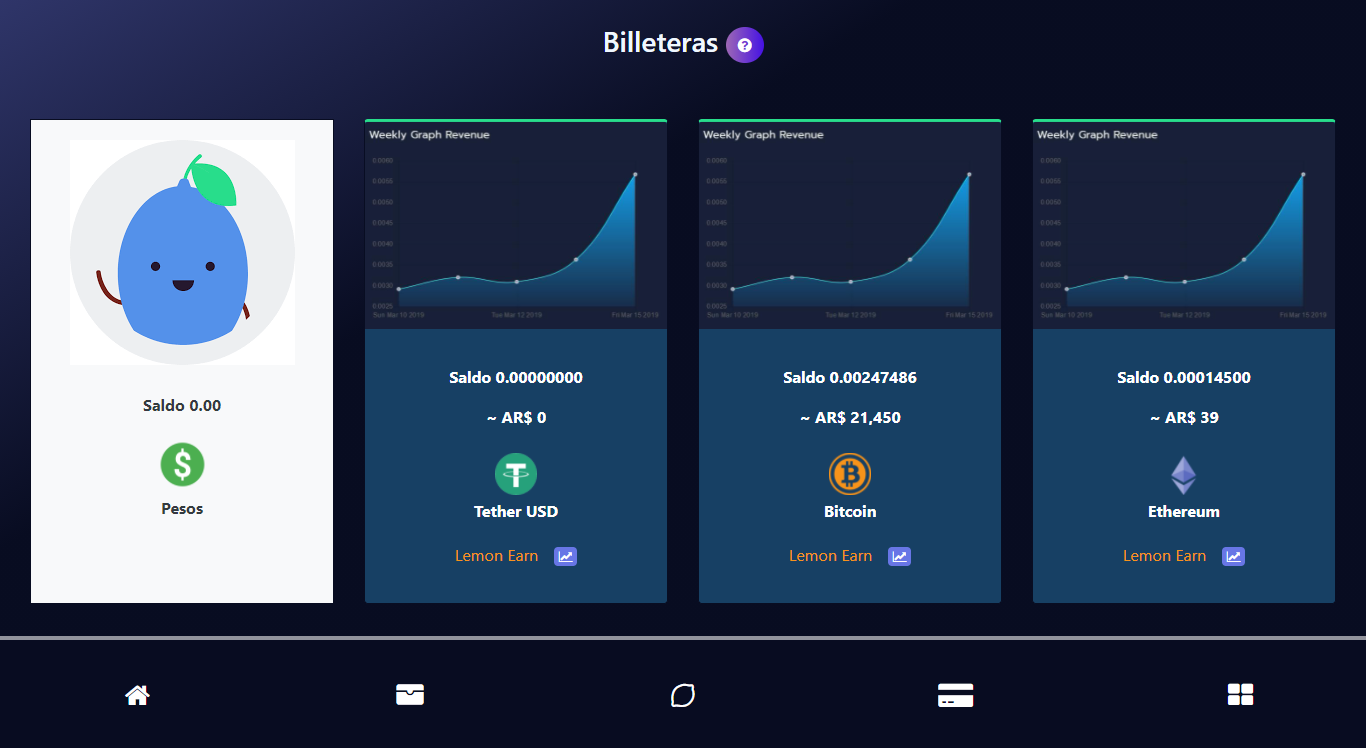 Billeteras
Saldo 0.00
Pesos
Weekly Graph Revenue
0.0060
0.0055
0.0050
0.0045
0.0040
0.0035
0.0030
0.0025
Sun Mar 10 2019 Tue Mar 12 2019 Fri Mar 15 2019
Saldo 0.00000000
~ AR$ 0
Tether USD
Lemon Earn
Weekly Graph Revenue
0.0060
0.0055
0.0050
0.0045
0.0040
0.0035
0.0030
0.0025
Sun Mar 10 2019 Tue Mar 12 2019 Fri Mar 15 2019
Saldo 0.00247486
~ AR$ 21,450
Bitcoin
Lemon Earn
Weekly Graph Revenue
0.0060
0.0055
0.0050
0.0045
0.0040
0.0035
0.0030
0.0025
Sun Mar 10 2019 Tue Mar 12 2019 Fri Mar 15 2019
Saldo 0.00014500
~ AR$ 39
Ethereum
Lemon Earn